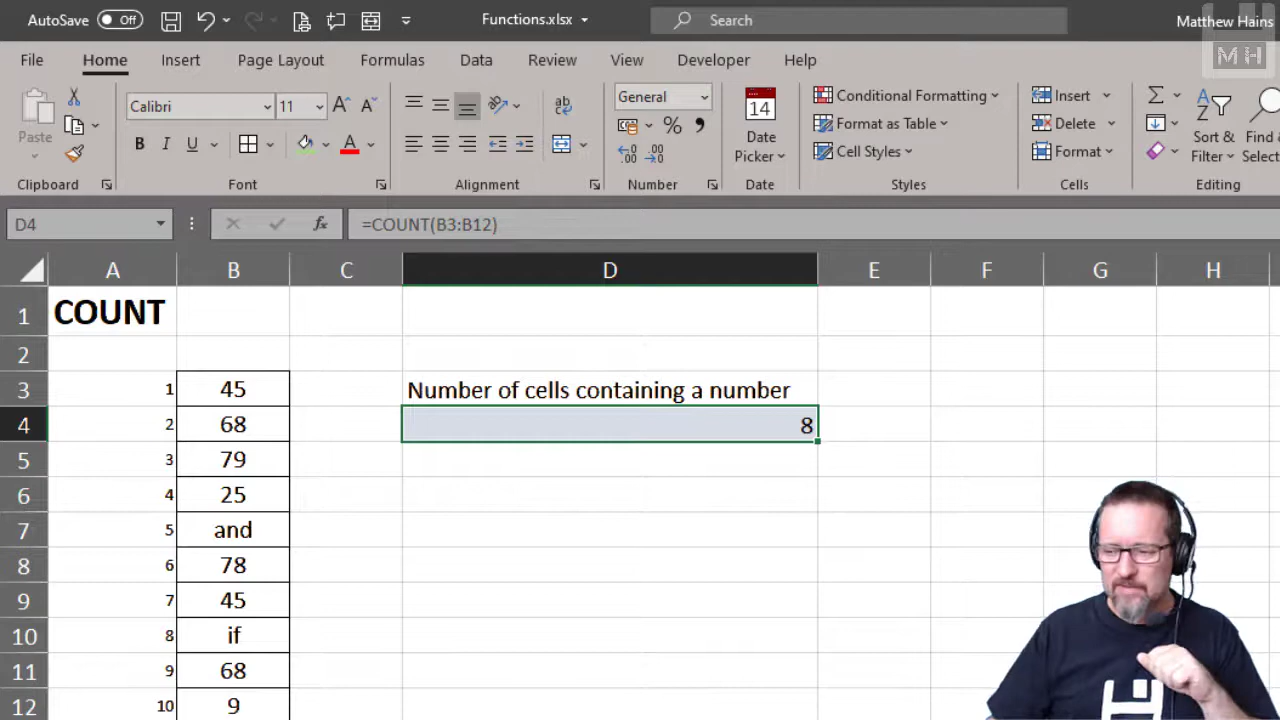 AutoSave Off Functions.xlsx Search Matthew Hains
MH
File Home Insert Page Layout Formulas Data Review View Developer Help
Paste Calibri 11 A A ab General 14 Conditional Formatting Insert Σ
B I U A % Date Format as Table Delete Sort & Find
Picker Cell Styles Format Filter Select
Clipboard Font Alignment Number Date Styles Cells Editing
D4 fx =COUNT(B3:B12)
A B C D E F G H
1 COUNT
2
3 1 45 Number of cells containing a number
4 2 68 8
5 3 79
6 4 25
7 5 and
8 6 78
9 7 45
10 8 if
11 9 68
12 10 9